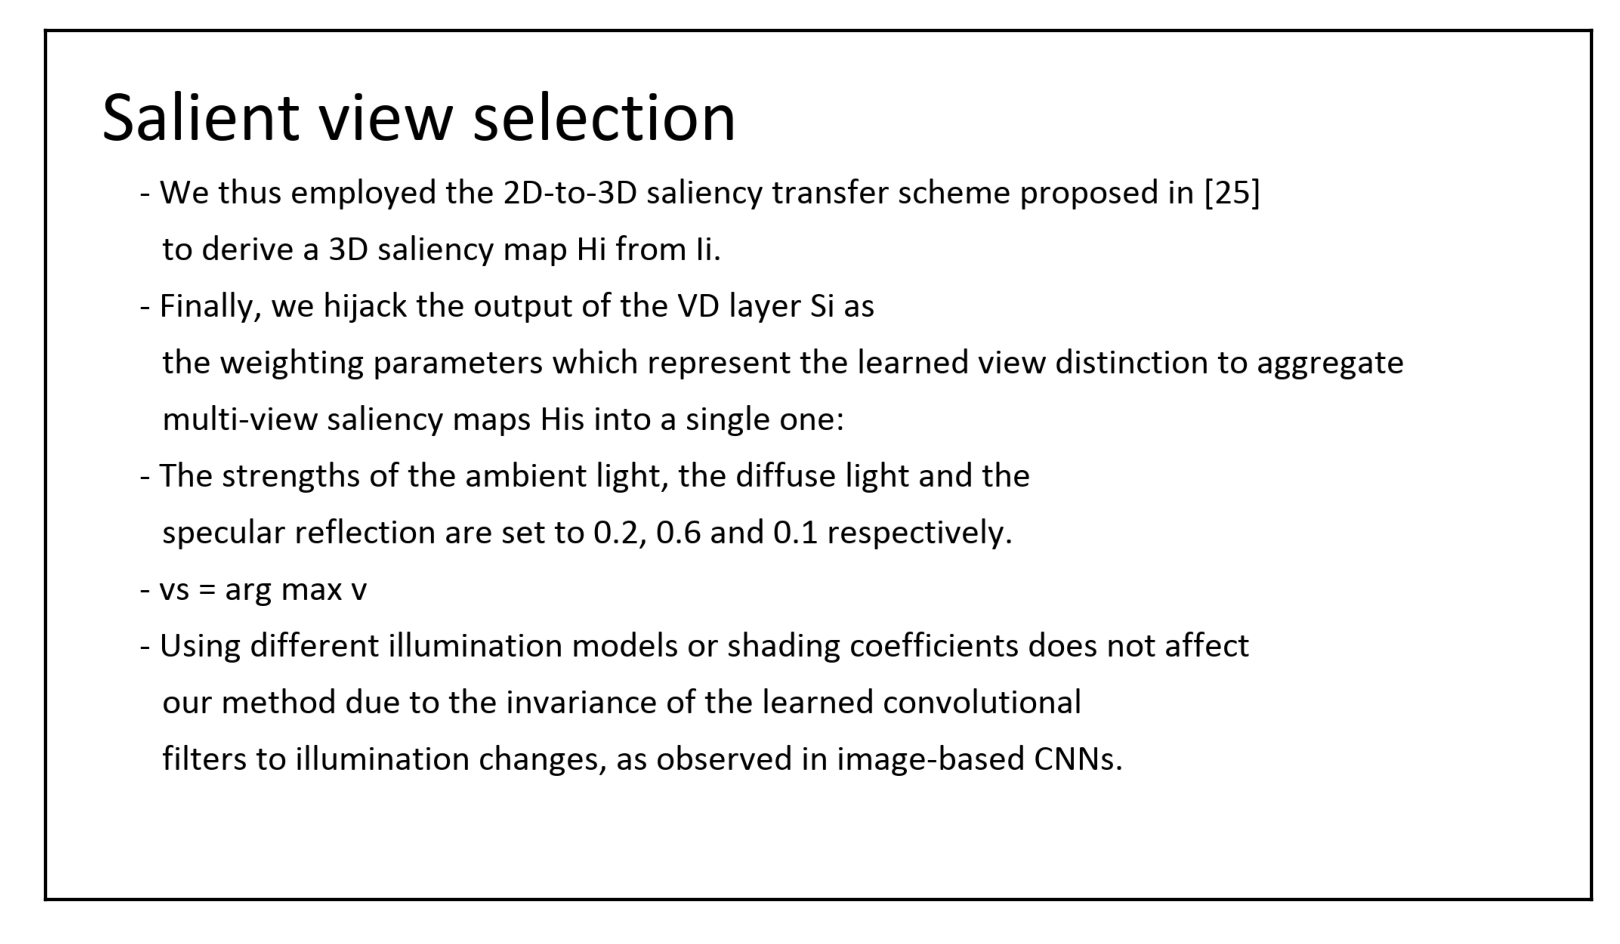 Salient view selection
- We thus employed the 2D-to-3D saliency transfer scheme proposed in [25]
to derive a 3D saliency map Hi from Ii.
- Finally, we hijack the output of the VD layer Si as
the weighting parameters which represent the learned view distinction to aggregate
multi-view saliency maps His into a single one:
- The strengths of the ambient light, the diffuse light and the
specular reflection are set to 0.2, 0.6 and 0.1 respectively.
- vs = arg max v
- Using different illumination models or shading coefficients does not affect
our method due to the invariance of the learned convolutional
filters to illumination changes, as observed in image-based CNNs.